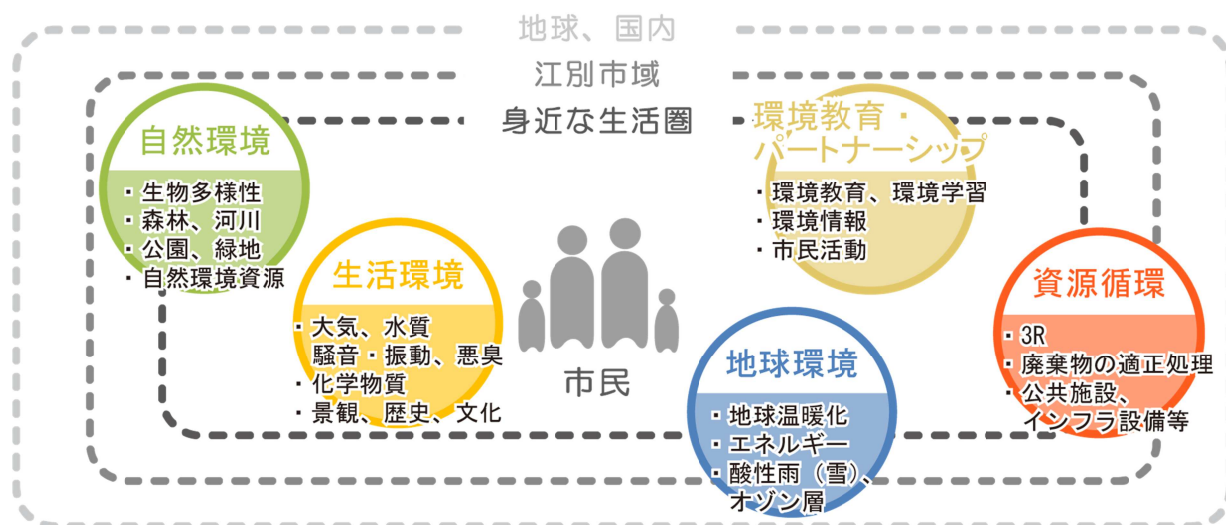 地球、国内
江別市域
身近な生活圏
自然環境
・生物多様性
・森林、河川
・公園、緑地
・自然環境資源
生活環境
・大気、水質
騒音・振動、悪臭
・化学物質
・景観、歴史、文化
市民
環境教育・
パートナーシップ
・環境教育、環境学習
・環境情報
・市民活動
地球環境
・地球温暖化
・エネルギー
・酸性雨（雪）、
オゾン層
資源循環
・3R
・廃棄物の適正処理
・公共施設、
インフラ設備等